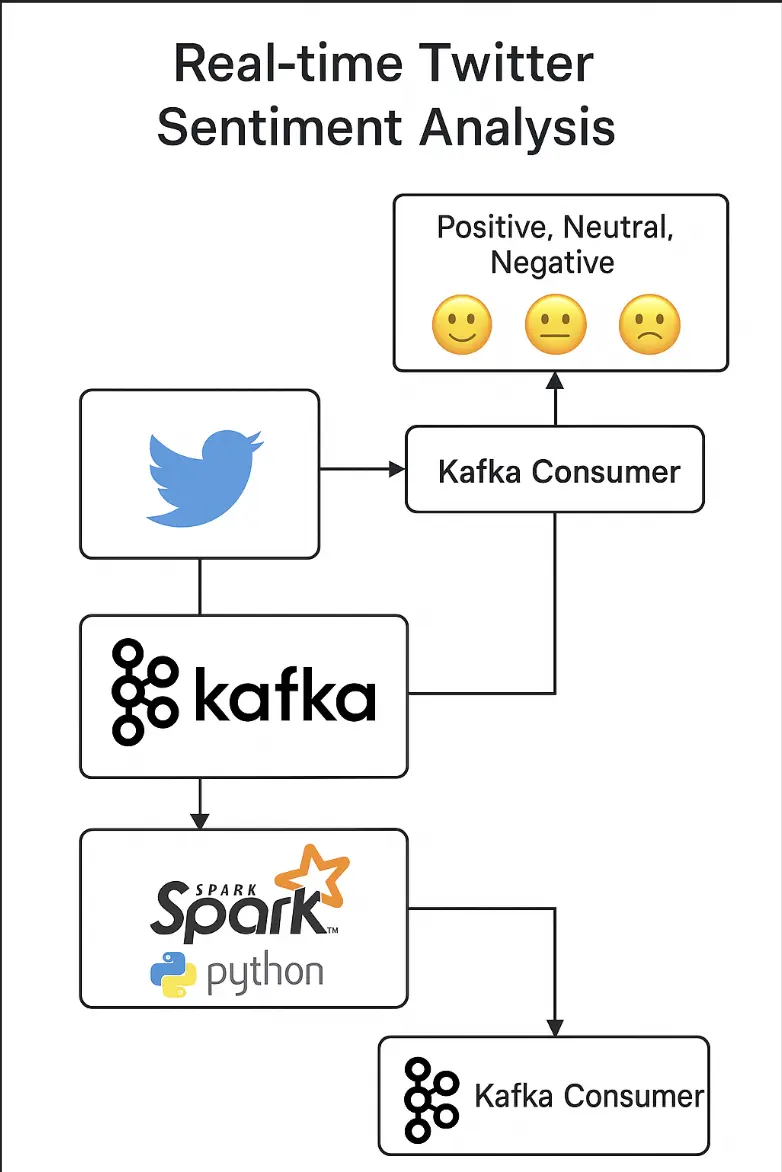 Real-time Twitter
Sentiment Analysis
Positive, Neutral,
Negative
Kafka Consumer
kafka
SPARK
Spark™
python
Kafka Consumer